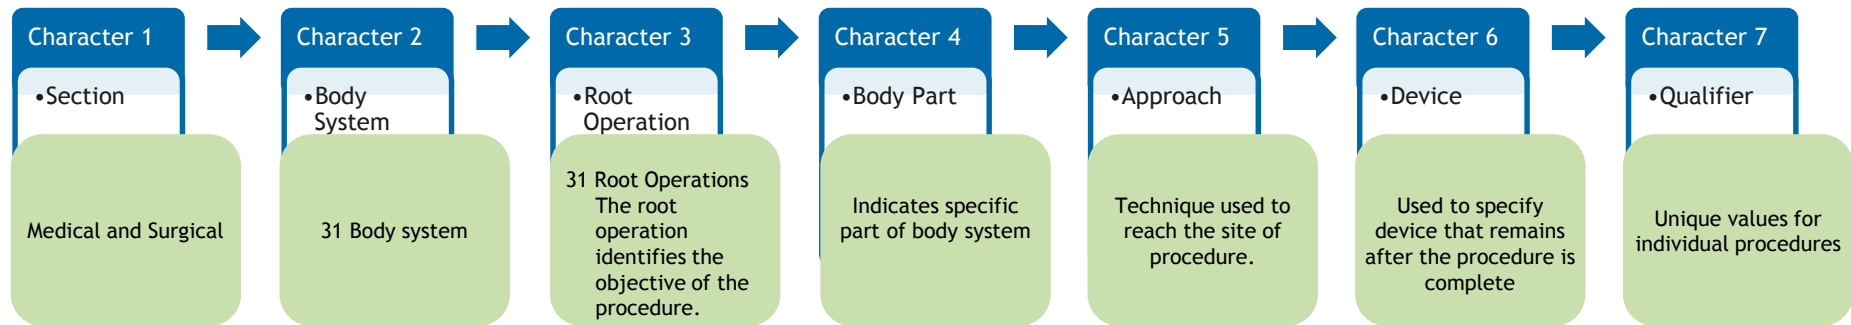 Character 1
•Section
Medical and Surgical
Character 2
•Body
System
31 Body system
Character 3
•Root
Operation
31 Root Operations
The root
operation
identifies the
objective of the
procedure.
Character 4
•Body Part
Indicates specific
part of body system
Character 5
•Approach
Technique used to
reach the site of
procedure.
Character 6
•Device
Used to specify
device that remains
after the procedure is
complete
Character 7
•Qualifier
Unique values for
individual procedures